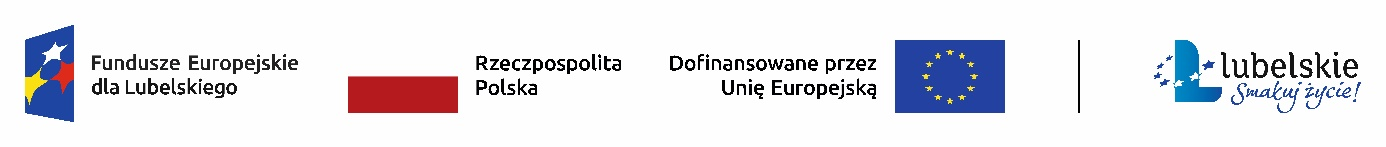 Fundusze Europejskie
dla Lubelskiego
Rzeczpospolita
Polska
Dofinansowane przez
Unię Europejską
lubelskie
Smakuj życie!